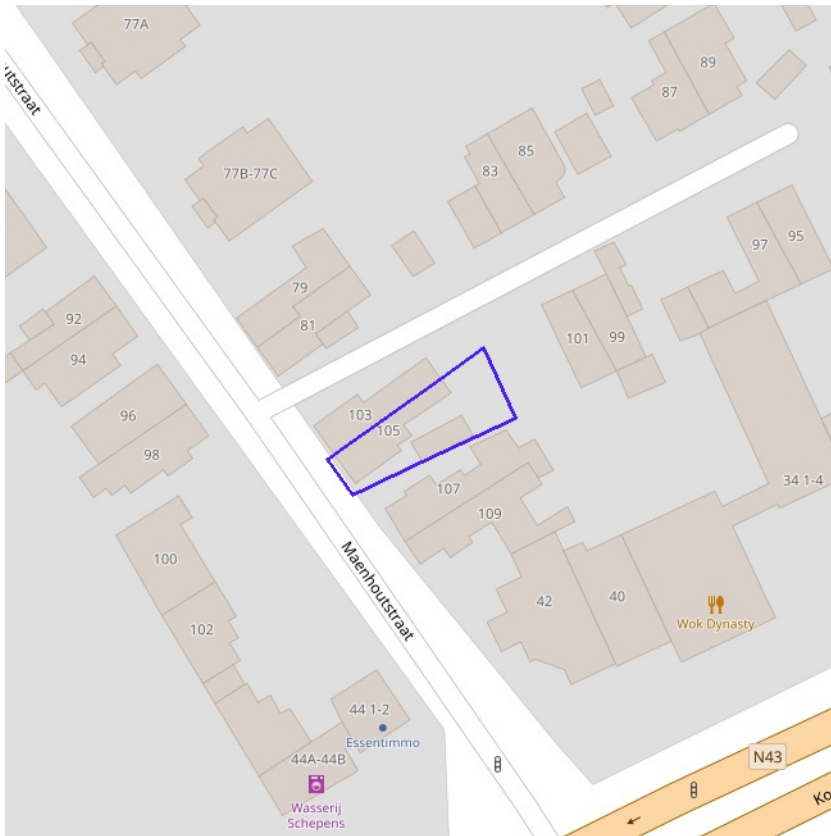 77A
utstraat
89
87
85
83
77B-77C
97
95
79
81
92
94
101
99
103
105
96
98
107
109
34 1-4
100
102
42
40
Wok Dynasty
Maenhoutstraat
44 1-2
Essentimmo
44A-44B
Wasserij
Schepens
N43
Ko